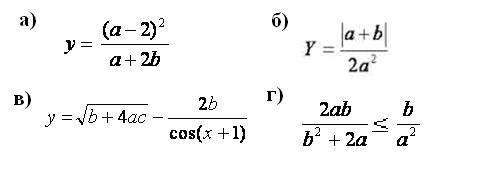 а) y = (a − 2)² / (a + 2b)
б) Y = |a + b| / 2a²
в) y = √(b + 4ac) − 2b / cos(x + 1)
г) 2ab / (b² + 2a) ≤ b / a²